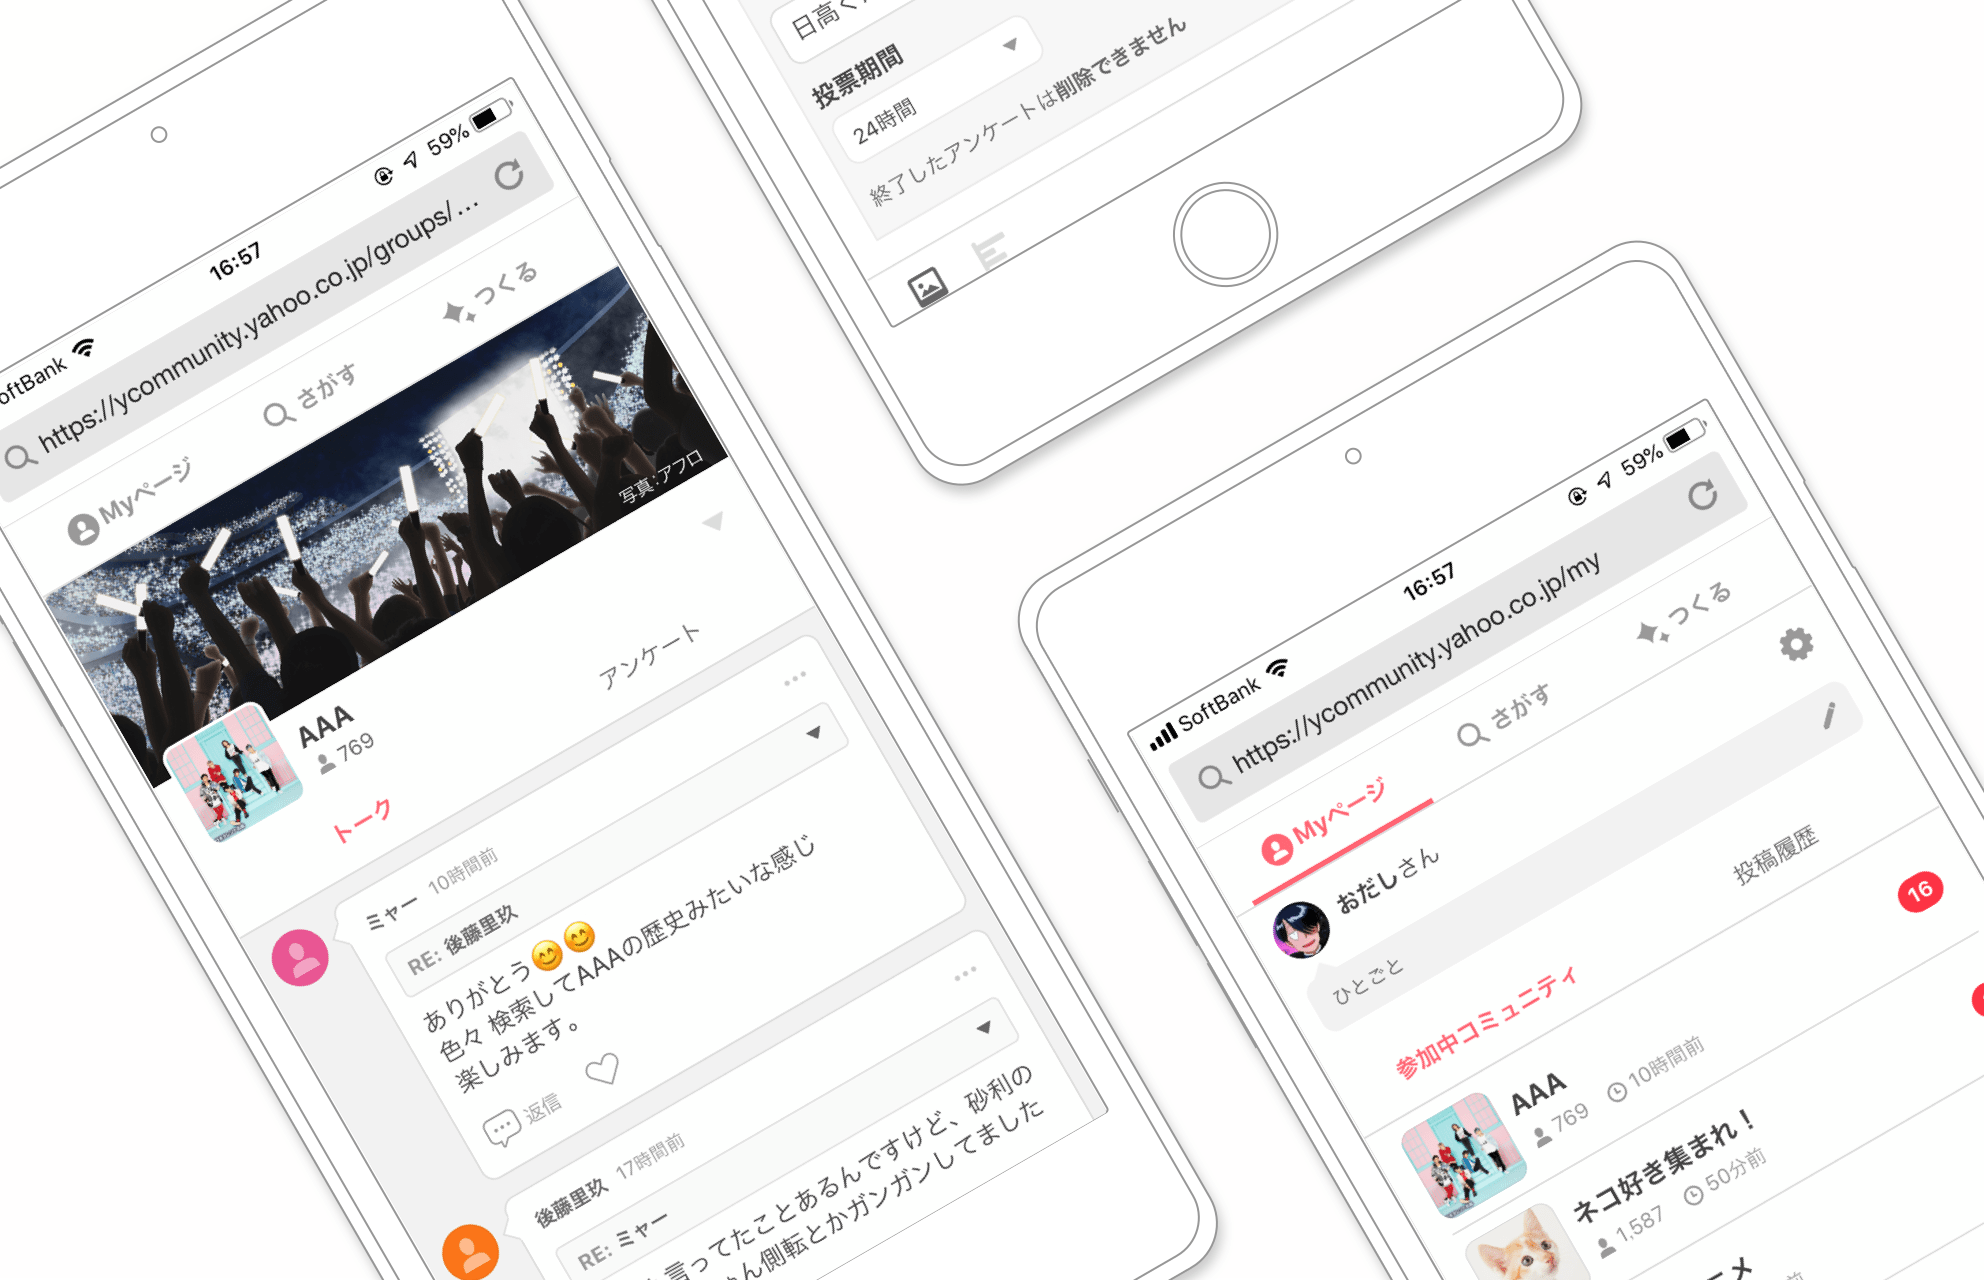 16:57
59%
https://ycommunity.yahoo.co.jp/groups/...
Myページ
さがす
つくる
写真：アフロ
AAA
769
トーク
アンケート
ミャー 10時間前
RE: 後藤里玖
ありがとう😊😊
色々 検索してAAAの歴史みたいな感じ
楽しみます。
返信
後藤里玖 17時間前
RE: ミャー
言ってたことあるんですけど、砂利の
ん側転とかガンガンしてました
投票期間
24時間
終了したアンケートは削除できません
SoftBank
16:57
59%
https://ycommunity.yahoo.co.jp/my
Myページ
さがす
つくる
おだしさん
ひとごと
参加中コミュニティ
投稿履歴
16
AAA
769 10時間前
ネコ好き集まれ！
1,587 50分前